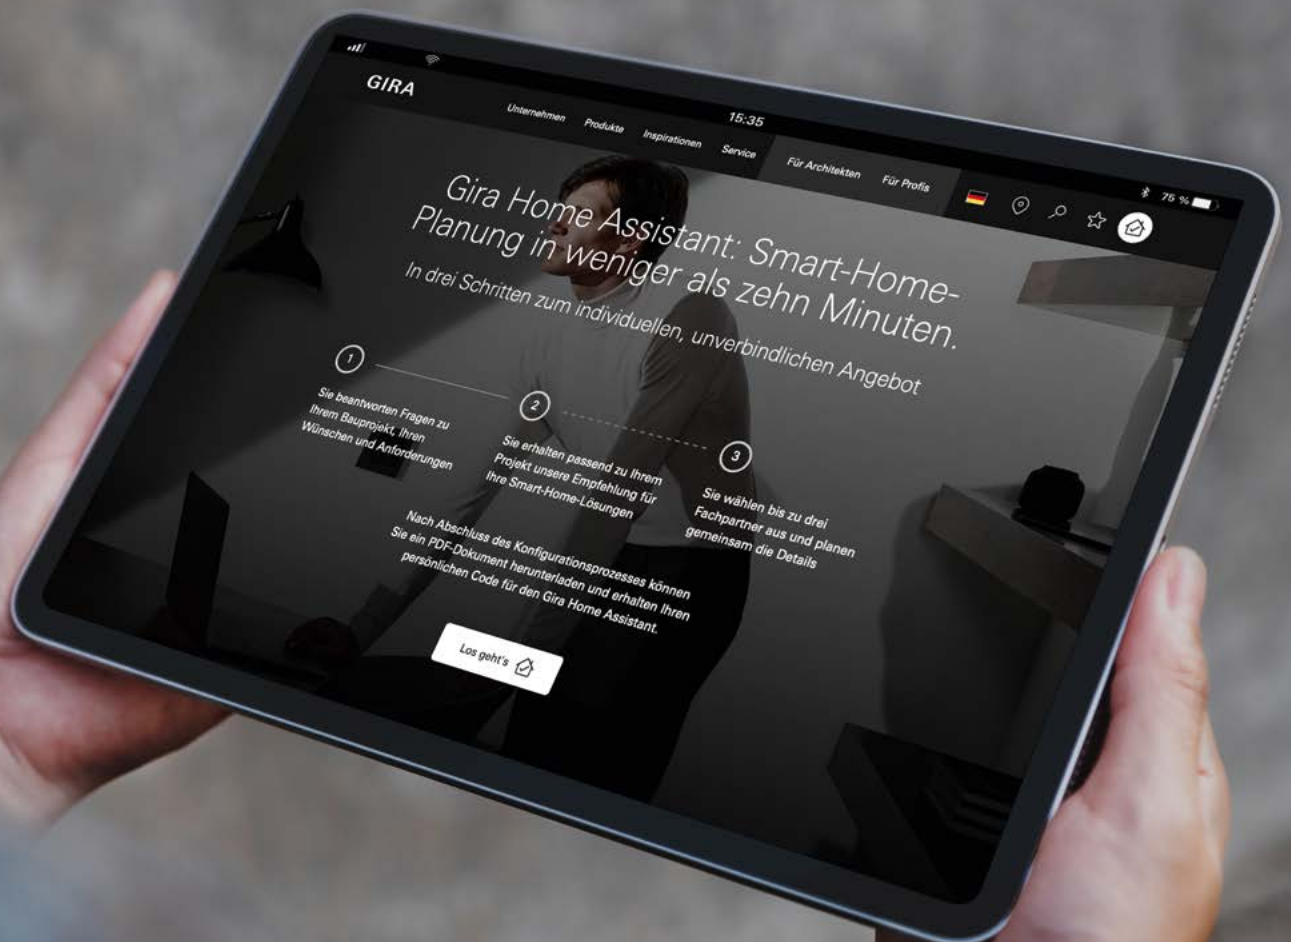 15:35
75 %
GIRA
Unternehmen Produkte Inspirationen Service Für Architekten Für Profis
Gira Home Assistant: Smart-Home-
Planung in weniger als zehn Minuten.
In drei Schritten zum individuellen, unverbindlichen Angebot
1
Sie beantworten Fragen zu
Ihrem Bauprojekt, Ihren
Wünschen und Anforderungen
2
Sie erhalten passend zu Ihrem
Projekt unsere Empfehlung für
Ihre Smart-Home-Lösungen
3
Sie wählen bis zu drei
Fachpartner aus und planen
gemeinsam die Details
Nach Abschluss des Konfigurationsprozesses können
Sie ein PDF-Dokument herunterladen und erhalten Ihren
persönlichen Code für den Gira Home Assistant.
Los geht's